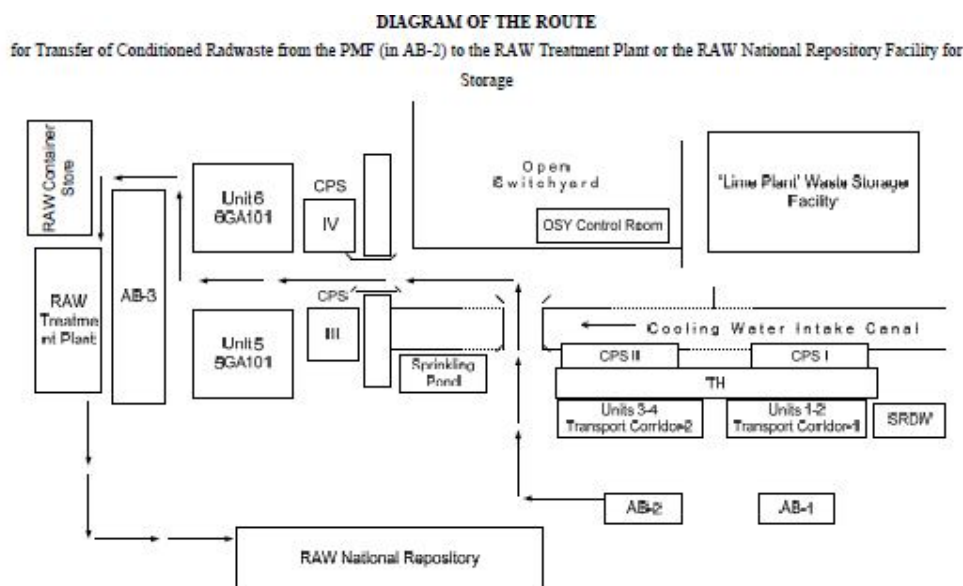 DIAGRAM OF THE ROUTE
for Transfer of Conditioned Radwaste from the PMF (in AB-2) to the RAW Treatment Plant or the RAW National Repository Facility for
Storage
RAW Container
Store
Unit 6
6GA101
CPS
IV
Open
Switchyard
OSY Control Room
'Lime Plant' Waste Storage
Facility
RAW
Treatme
nt Plant
AB-3
Unit 5
5GA101
CPS
III
Sprinkling
Pond
Cooling Water Intake Canal
CPS II
CPS I
TH
Units 3-4
Transport Corridor-2
Units 1-2
Transport Corridor-1
SRDW
AB-2
AB-1
RAW National Repository